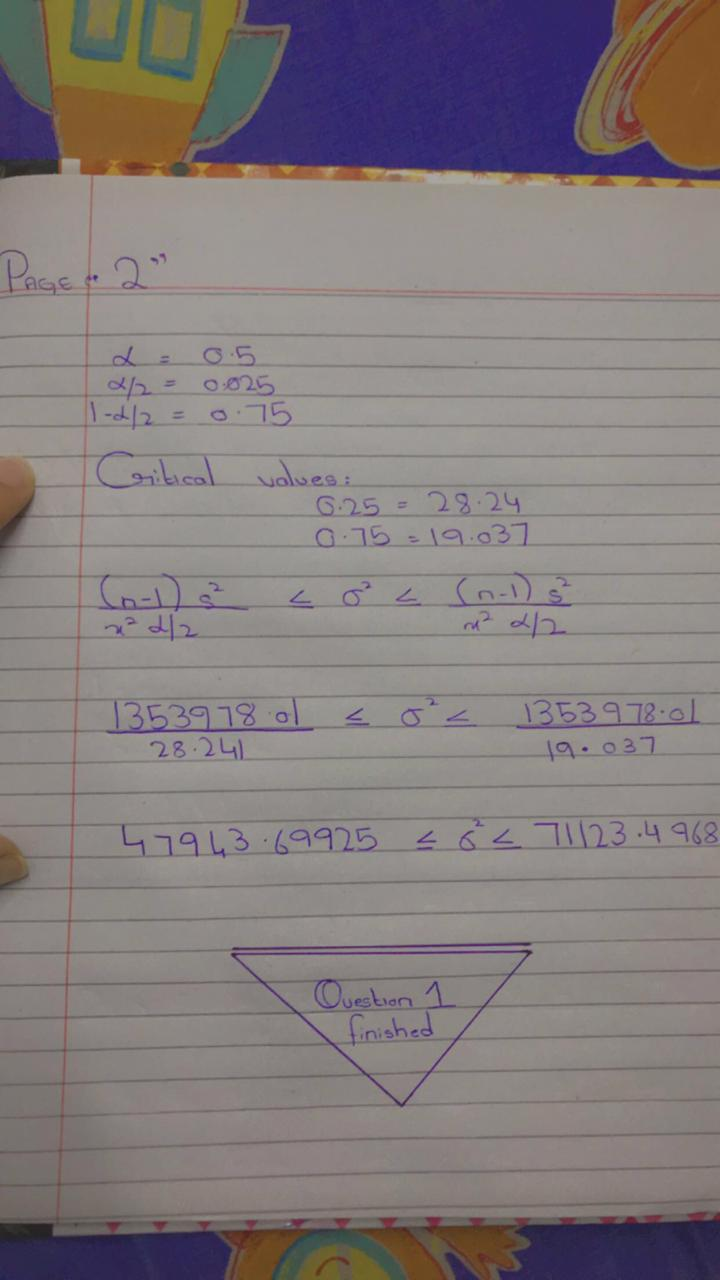 PAGE "2"
α = 0.5
α/2 = 0.025
1-α/2 = 0.75
Critical values:
0.25 = 28.24
0.75 = 19.037
(n-1) s² / x² α/2 ≤ σ² ≤ (n-1) s² / x² α/2
1353978.01 / 28.241 ≤ σ² ≤ 1353978.01 / 19.037
47943.69925 ≤ σ² ≤ 71123.4968
Question 1
finished